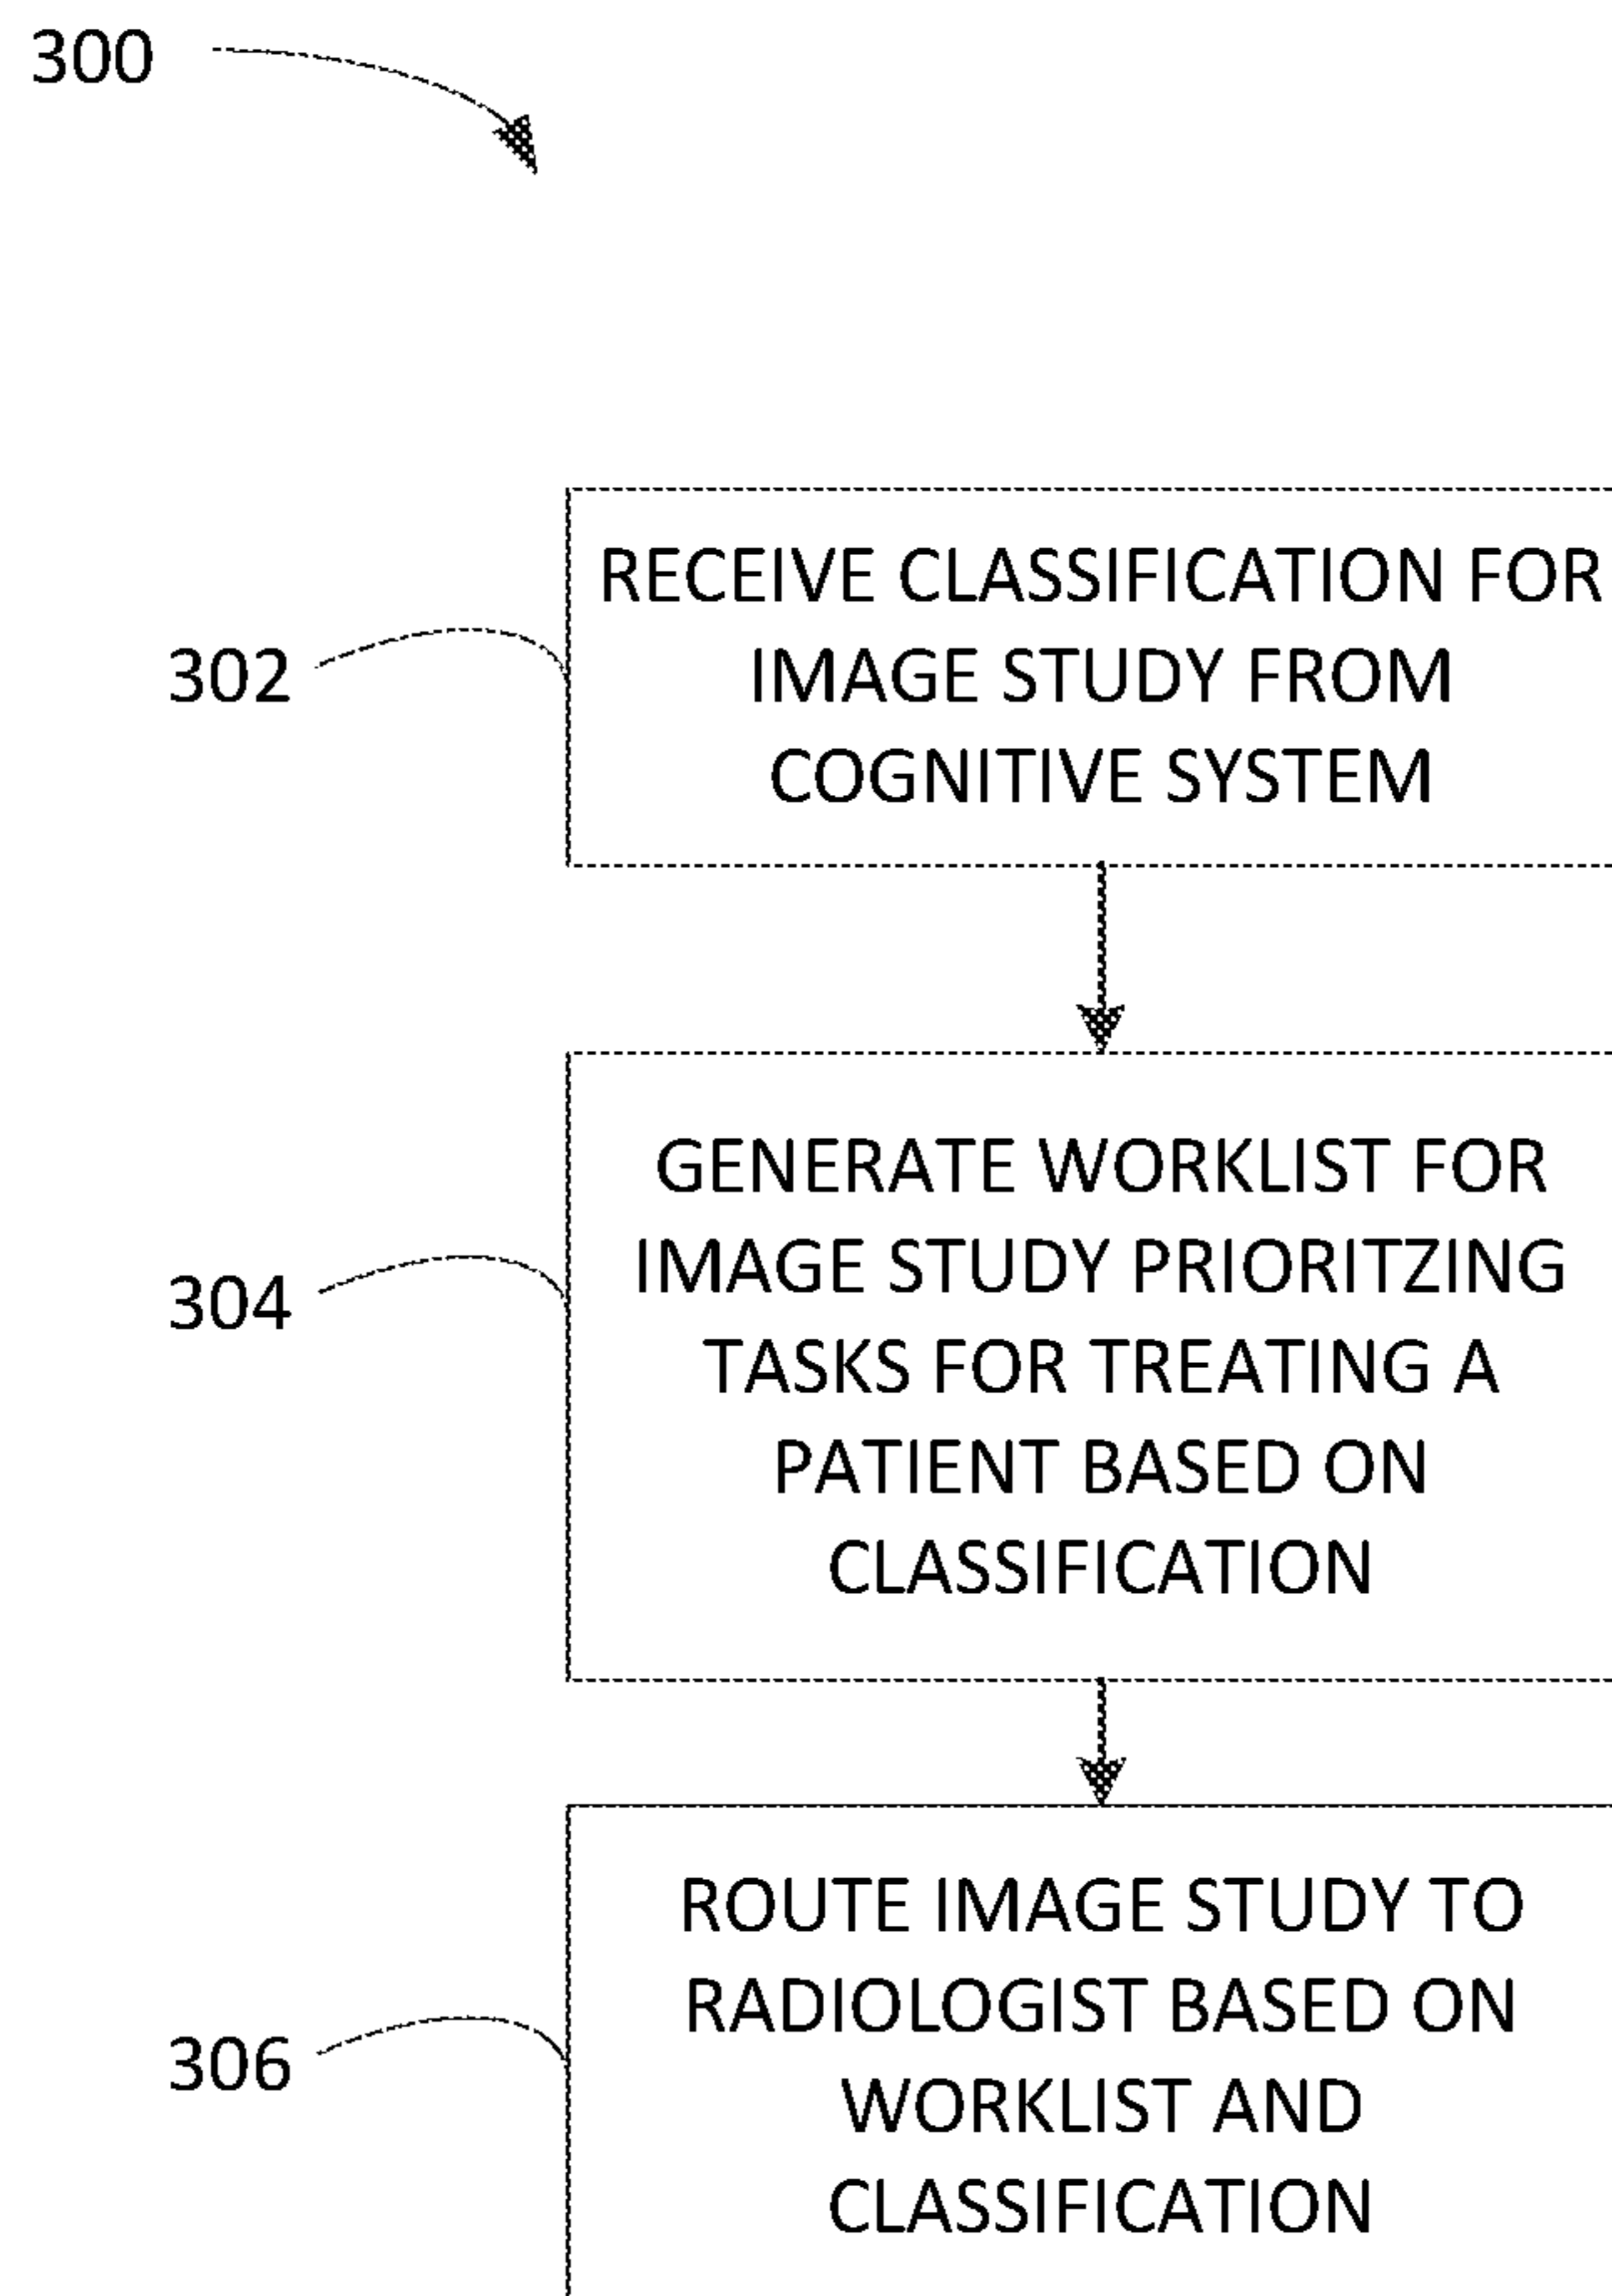 300
RECEIVE CLASSIFICATION FOR
IMAGE STUDY FROM
COGNITIVE SYSTEM
302
GENERATE WORKLIST FOR
IMAGE STUDY PRIORITZING
TASKS FOR TREATING A
PATIENT BASED ON
CLASSIFICATION
304
ROUTE IMAGE STUDY TO
RADIOLOGIST BASED ON
WORKLIST AND
CLASSIFICATION
306